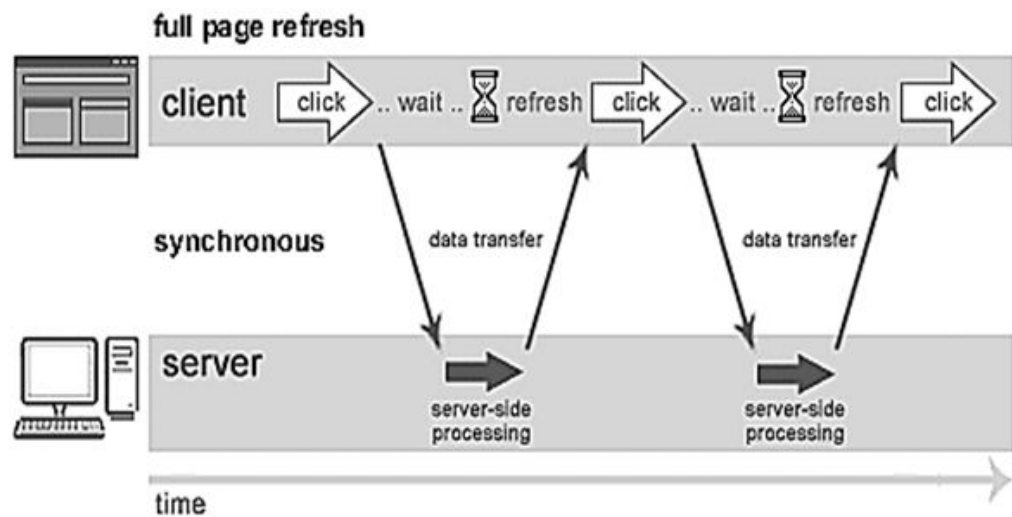 full page refresh
client click .. wait .. refresh click .. wait .. refresh click
synchronous data transfer data transfer
server
server-side processing server-side processing
time